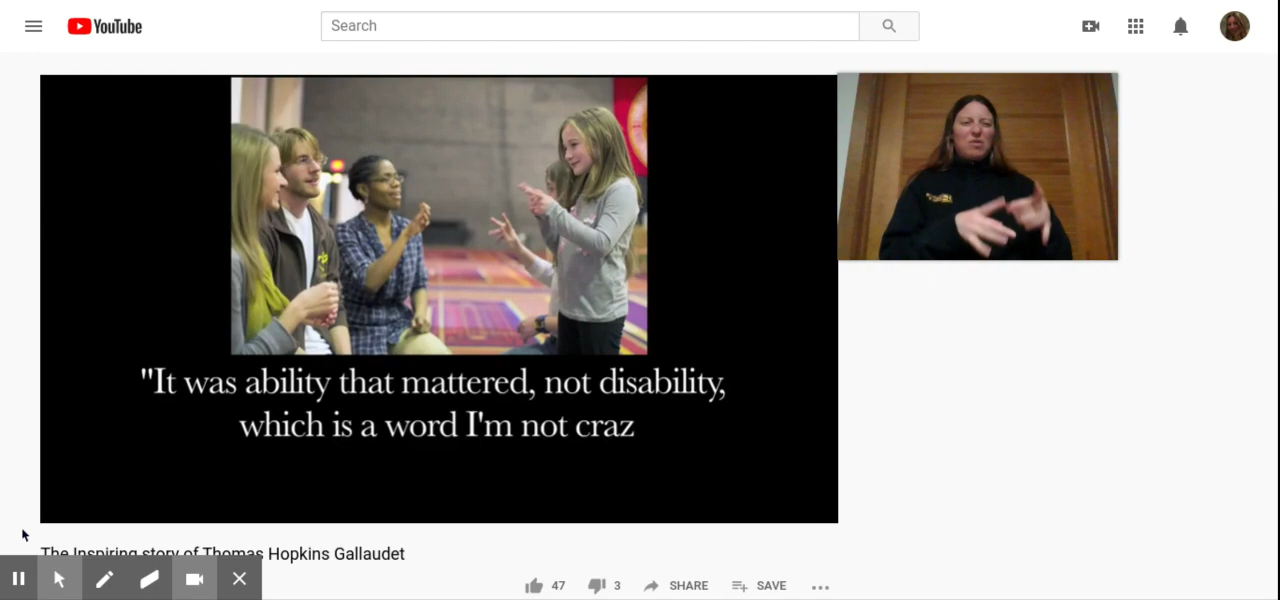 YouTube
Search
"It was ability that mattered, not disability,
which is a word I'm not craz
The Inspiring story of Thomas Hopkins Gallaudet
47
3
SHARE
SAVE